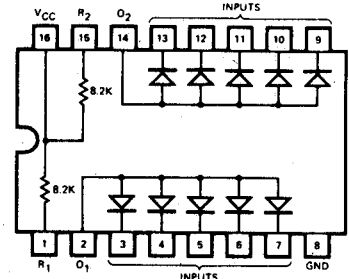 INPUTS
VCC R2 O2
16 15 14 13 12 11 10 9
8.2K
8.2K
1 2 3 4 5 6 7 8
R1 O1 GND
INPUTS